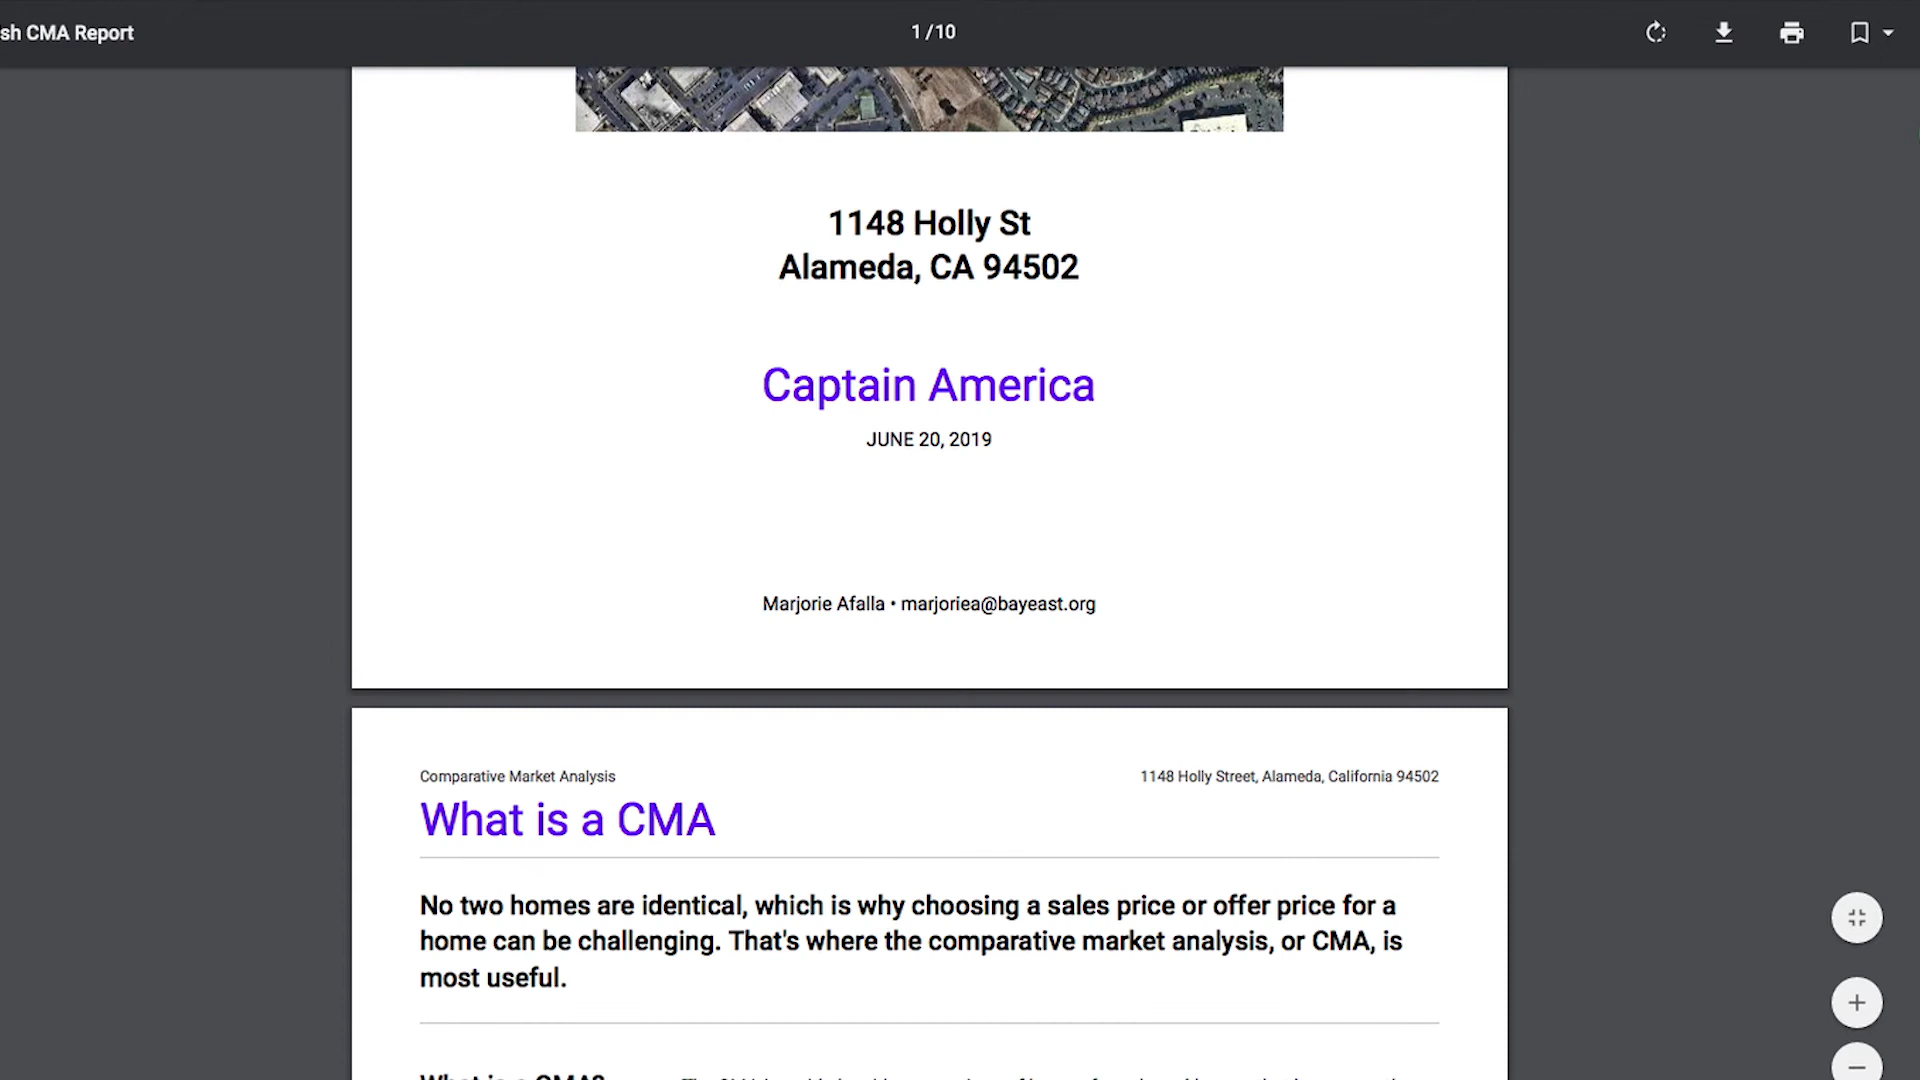 sh CMA Report
1/10
1148 Holly St
Alameda, CA 94502
Captain America
JUNE 20, 2019
Marjorie Afalla • marjoriea@bayeast.org
Comparative Market Analysis
1148 Holly Street, Alameda, California 94502
What is a CMA
No two homes are identical, which is why choosing a sales price or offer price for a
home can be challenging. That's where the comparative market analysis, or CMA, is
most useful.
What is a CMA?